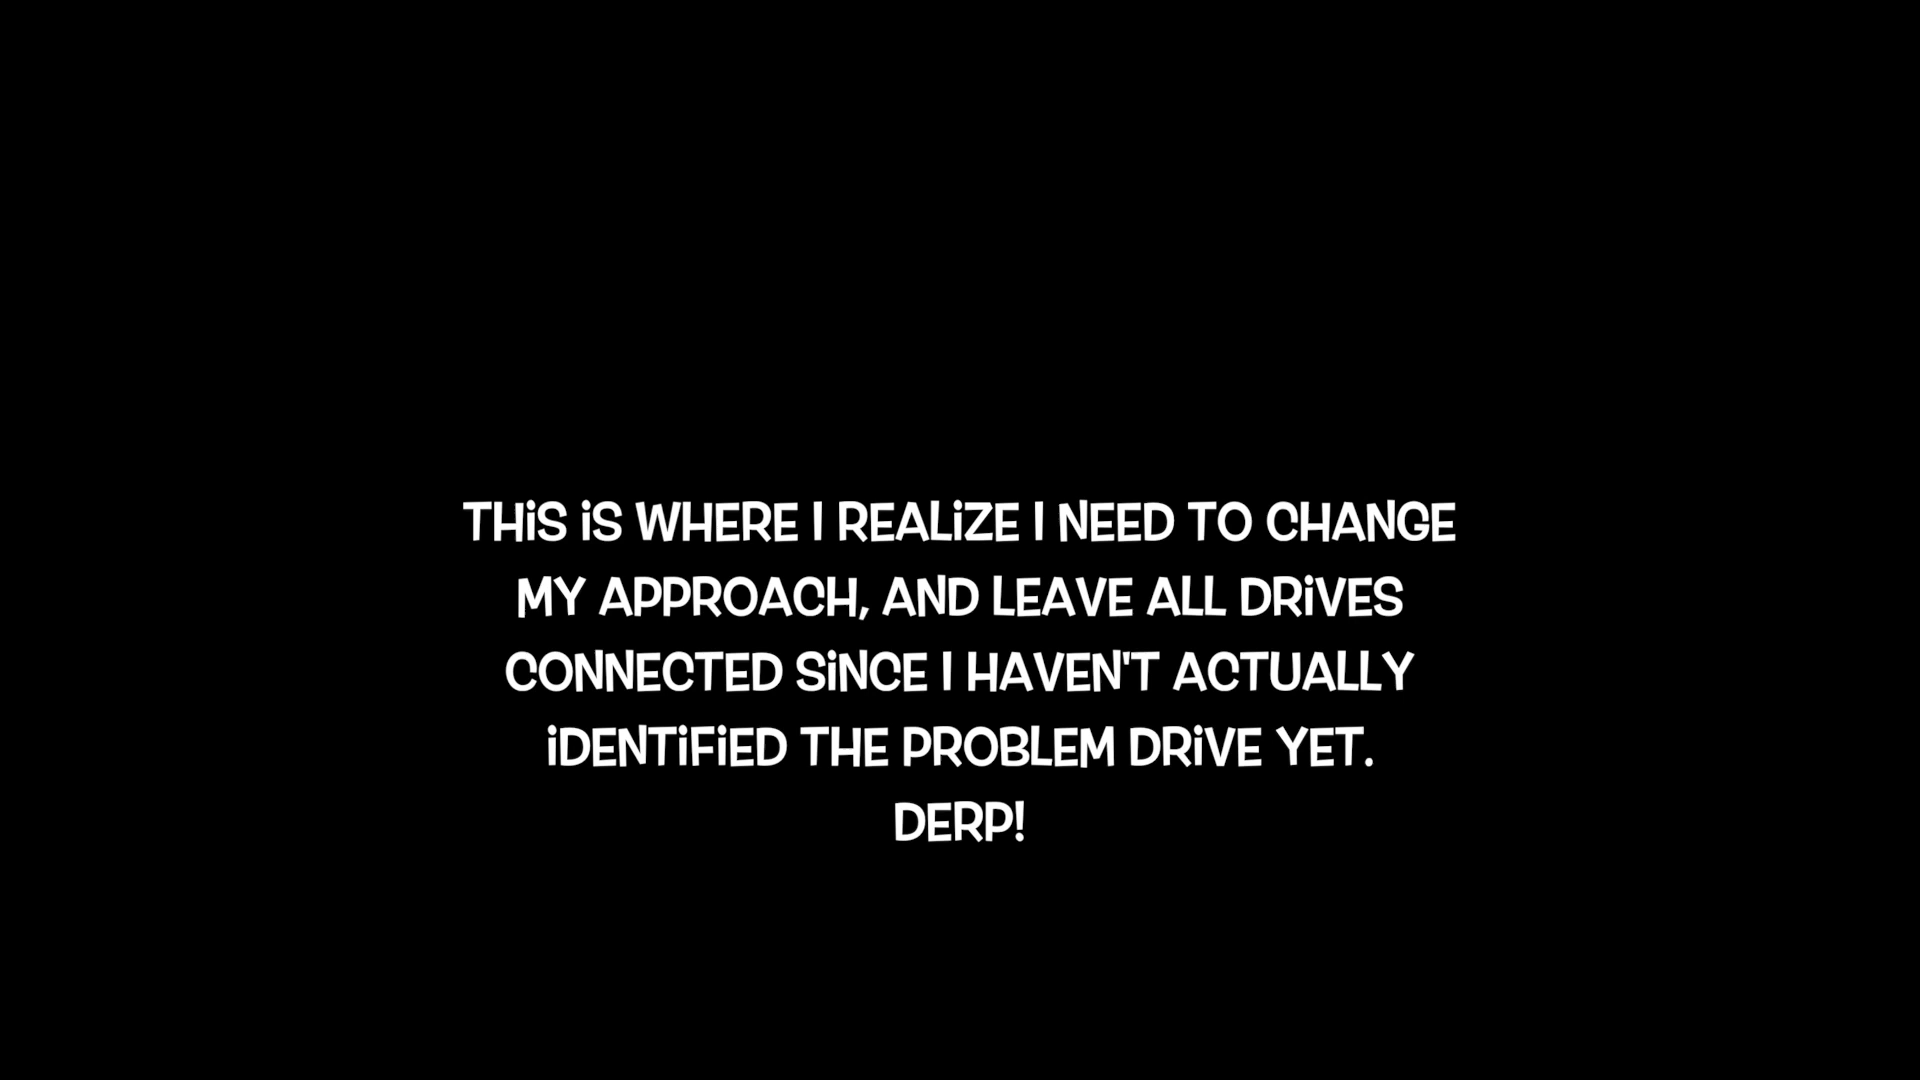 THiS iS WHERE I REALiZE I NEED TO CHANGE
MY APPROACH, AND LEAVE ALL DRiVES
CONNECTED SiNCE I HAVEN'T ACTUALLY
iDENTiFiED THE PROBLEM DRiVE YET.
DERP!